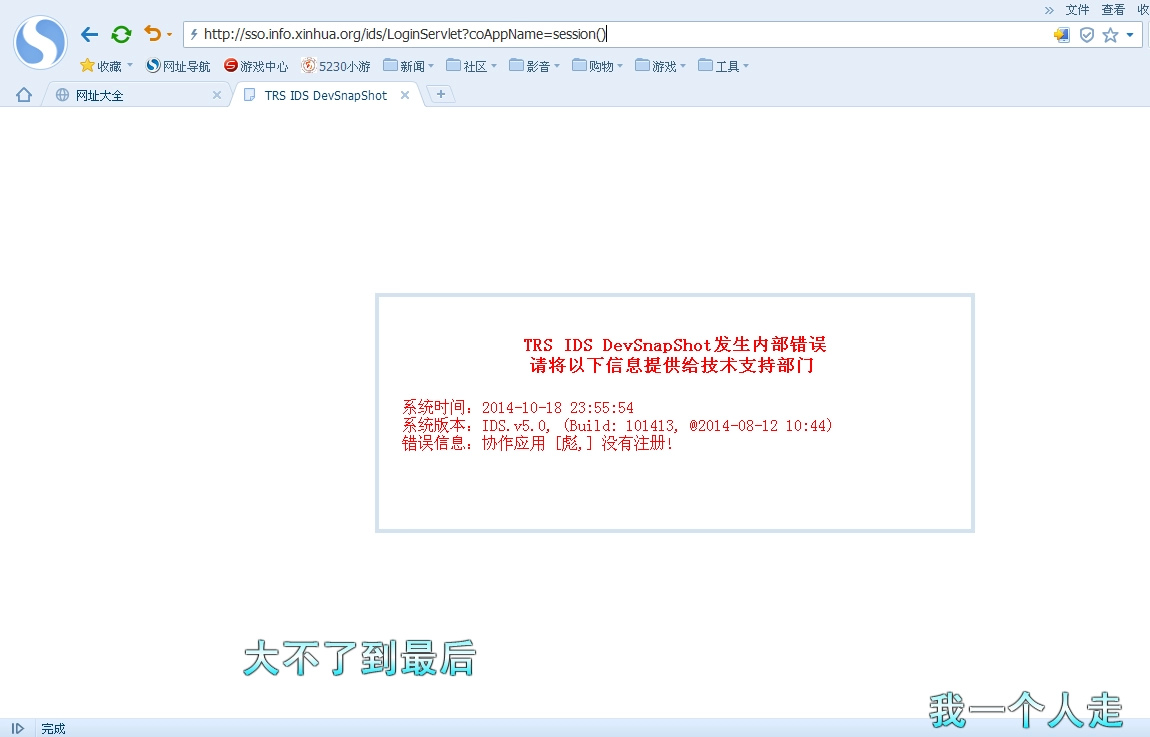 文件 查看 收
http://sso.info.xinhua.org/ids/LoginServlet?coAppName=session()
收藏 网址导航 游戏中心 5230小游 新闻 社区 影音 购物 游戏 工具
网址大全 TRS IDS DevSnapShot
TRS IDS DevSnapShot发生内部错误
请将以下信息提供给技术支持部门
系统时间: 2014-10-18 23:55:54
系统版本: IDS.v5.0, (Build: 101413, @2014-08-12 10:44)
错误信息: 协作应用 [彪,] 没有注册!
大不了到最后
我一个人走
完成